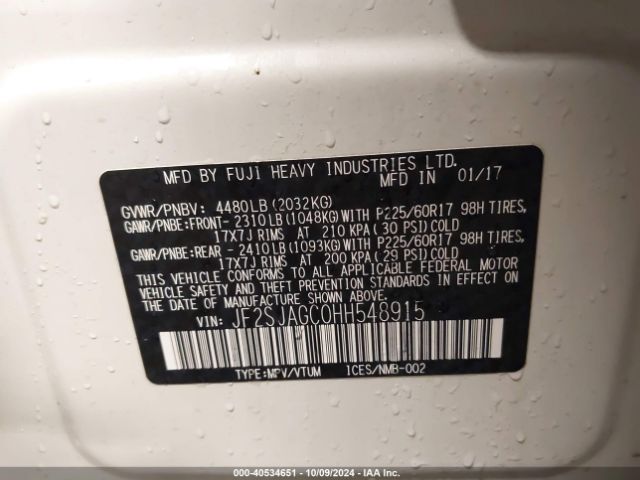 MFD BY FUJI HEAVY INDUSTRIES LTD.
MFD IN 01/17
GVWR/PNBV: 4480LB (2032KG)
GAWR/PNBE:FRONT-2310LB(1048KG)WITH P225/60R17 98H TIRES,
17X7J RIMS AT 210 KPA(30 PSI)COLD
GAWR/PNBE:REAR -2410LB(1093KG)WITH P225/60R17 98H TIRES,
17X7J RIMS AT 200 KPA(29 PSI)COLD
THIS VEHICLE CONFORMS TO ALL APPLICABLE FEDERAL MOTOR
VEHICLE SAFETY AND THEFT PREVENTION STANDARDS IN EFFECT ON
THE DATE OF MANUFACTURE SHOWN ABOVE.
VIN: JF2SJAGC0HH548915
TYPE:MPV/VTUM ICES/NMB-002
000-40534651 - 10/09/2024 - IAA Inc.